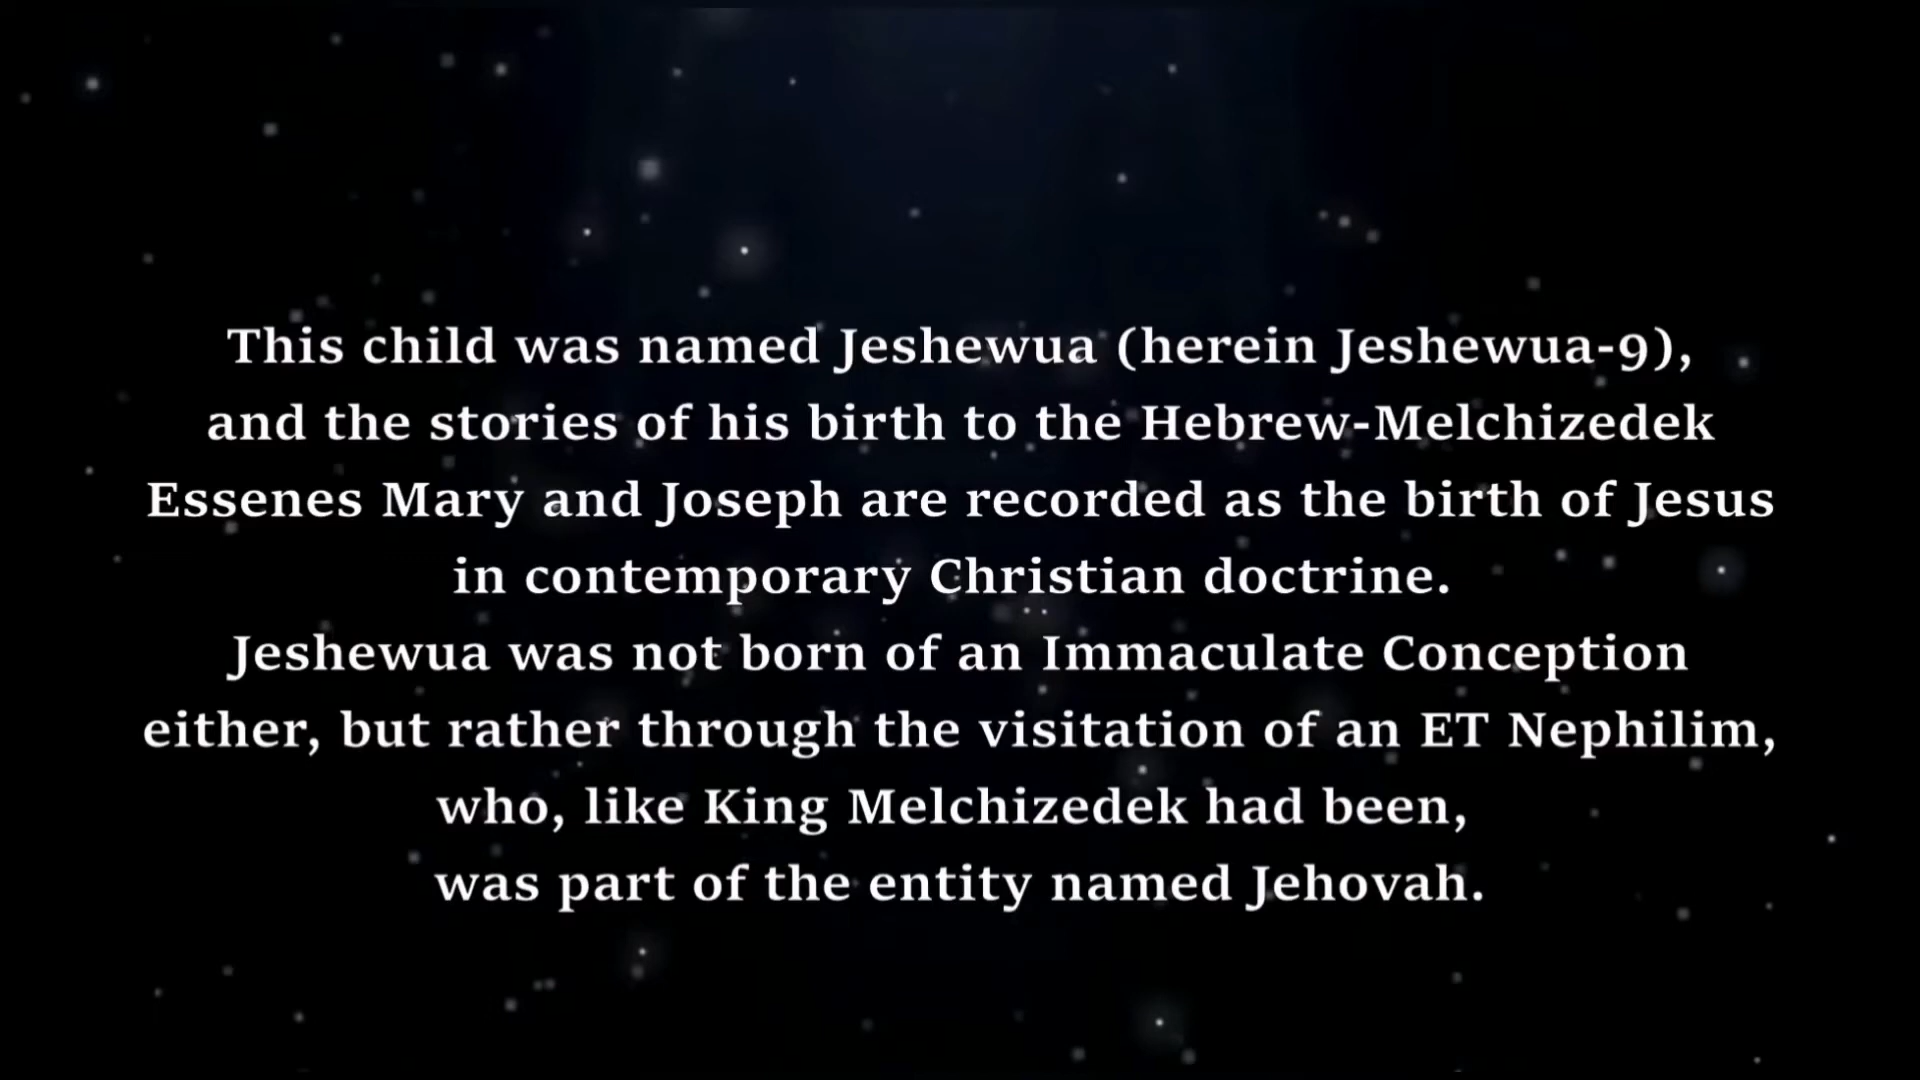 This child was named Jeshewua (herein Jeshewua-9),
and the stories of his birth to the Hebrew-Melchizedek
Essenes Mary and Joseph are recorded as the birth of Jesus
in contemporary Christian doctrine.
Jeshewua was not born of an Immaculate Conception
either, but rather through the visitation of an ET Nephilim,
who, like King Melchizedek had been,
was part of the entity named Jehovah.